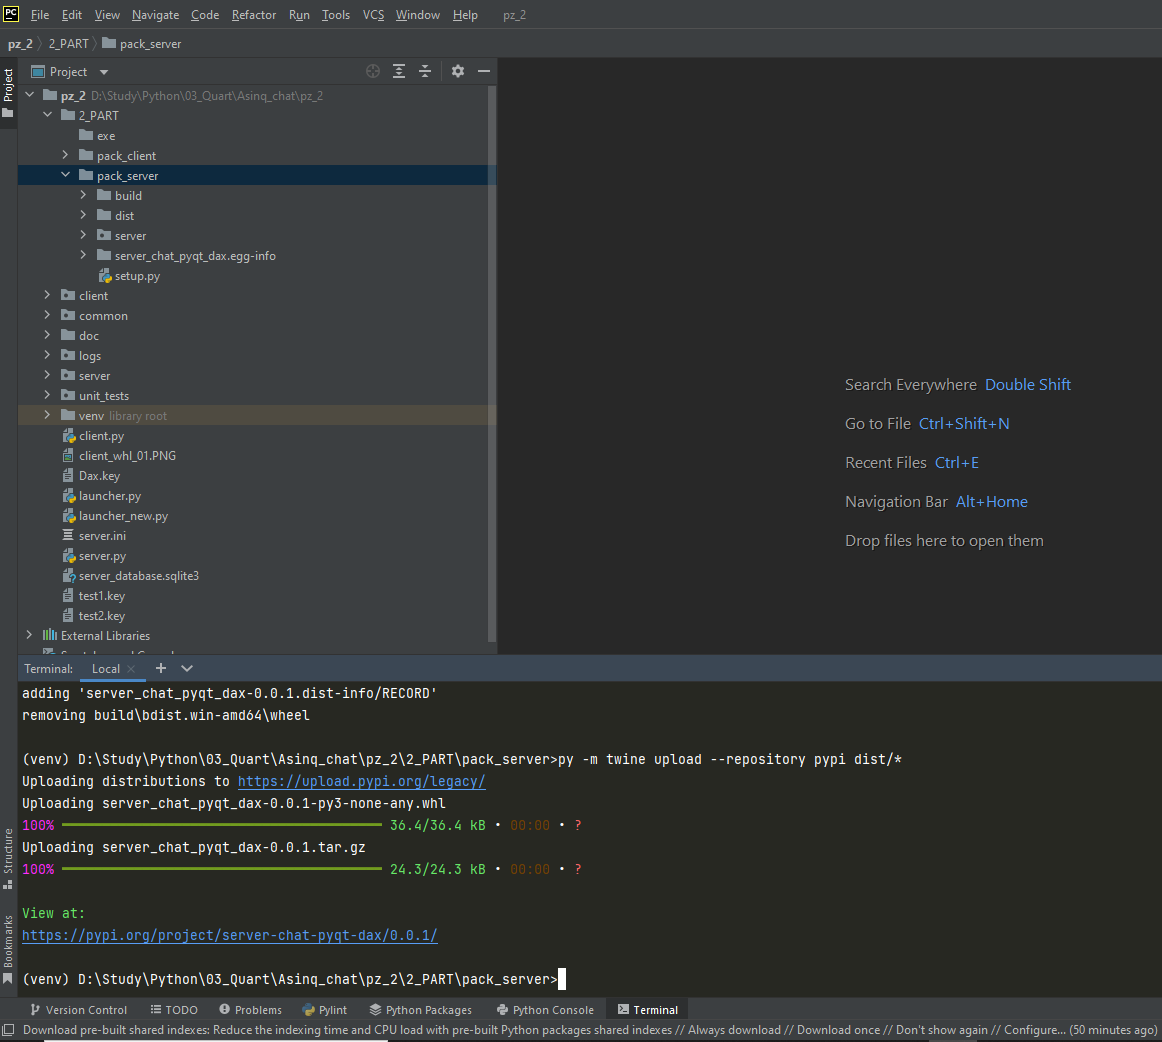 PC File Edit View Navigate Code Refactor Run Tools VCS Window Help pz_2
pz_2 2_PART pack_server
Project
Project
pz_2 D:\Study\Python\03_Quart\Asinq_chat\pz_2
2_PART
exe
pack_client
pack_server
build
dist
server
server_chat_pyqt_dax.egg-info
setup.py
client
common
doc
logs
server
unit_tests
venv library root
client.py
client_whl_01.PNG
Dax.key
launcher.py
launcher_new.py
server.ini
server.py
server_database.sqlite3
test1.key
test2.key
External Libraries
Search Everywhere Double Shift
Go to File Ctrl+Shift+N
Recent Files Ctrl+E
Navigation Bar Alt+Home
Drop files here to open them
Terminal: Local
adding 'server_chat_pyqt_dax-0.0.1.dist-info/RECORD'
removing build\bdist.win-amd64\wheel
(venv) D:\Study\Python\03_Quart\Asinq_chat\pz_2\2_PART\pack_server>py -m twine upload --repository pypi dist/*
Uploading distributions to https://upload.pypi.org/legacy/
Uploading server_chat_pyqt_dax-0.0.1-py3-none-any.whl
100% 36.4/36.4 kB • 00:00 • ?
Uploading server_chat_pyqt_dax-0.0.1.tar.gz
100% 24.3/24.3 kB • 00:00 • ?
View at:
https://pypi.org/project/server-chat-pyqt-dax/0.0.1/
(venv) D:\Study\Python\03_Quart\Asinq_chat\pz_2\2_PART\pack_server>
Structure
Bookmarks
Version Control TODO Problems Pylint Python Packages Python Console Terminal
Download pre-built shared indexes: Reduce the indexing time and CPU load with pre-built Python packages shared indexes // Always download // Download once // Don't show again // Configure... (50 minutes ago)